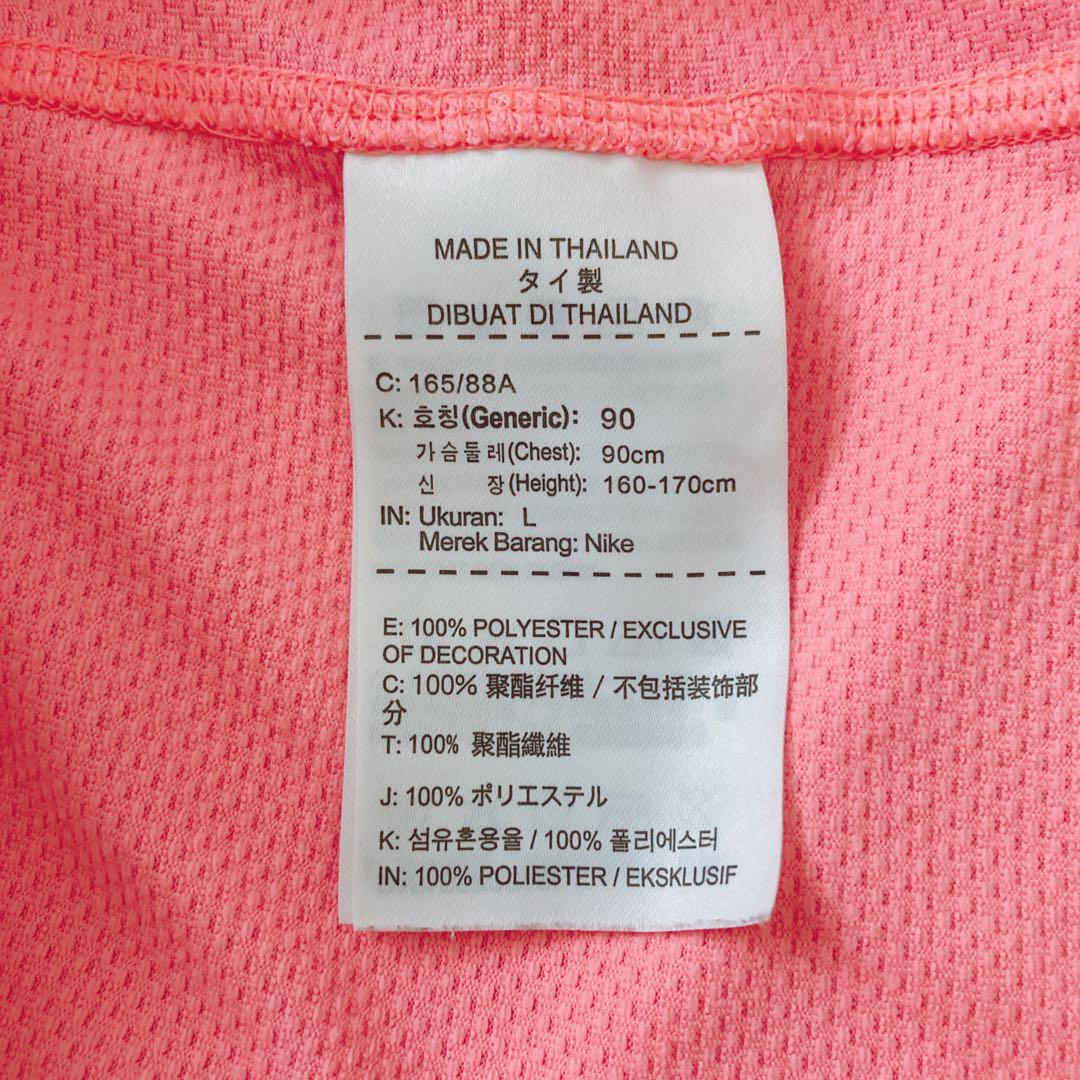 MADE IN THAILAND
タイ製
DIBUAT DI THAILAND
C: 165/88A
K: 호칭(Generic): 90
가슴둘레(Chest): 90cm
신 장(Height): 160-170cm
IN: Ukuran: L
Merek Barang: Nike
E: 100% POLYESTER / EXCLUSIVE
OF DECORATION
C: 100% 聚酯纤维 / 不包括装饰部
分
T: 100% 聚酯纖維
J: 100% ポリエステル
K: 섬유혼용율 / 100% 폴리에스터
IN: 100% POLIESTER / EKSKLUSIF